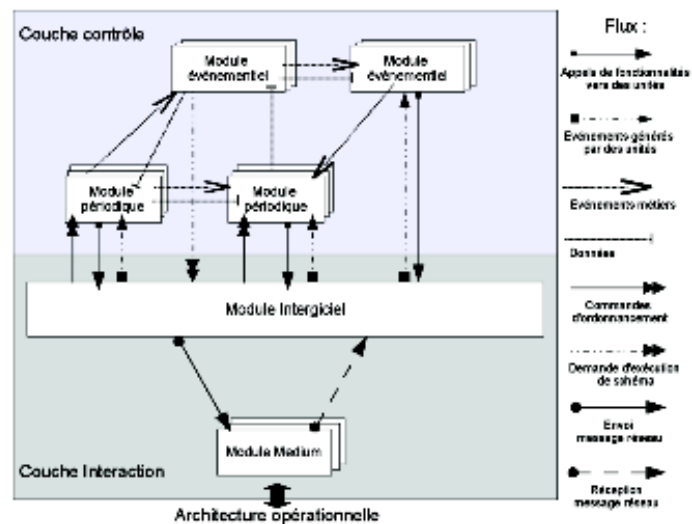 Couche contrôle
Module
événementiel
Module
événementiel
Module
périodique
Module
périodique
Module Intergiciel
Module Medium
Couche Interaction
Architecture opérationnelle
Flux :
Appels de fonctionnalités
vers des unités
Evénements générés
par des unités
Evénements métiers
Données
Commandes
d'ordonnancement
Demande d'exécution
de schéma
Envoi
message réseau
Réception
message réseau